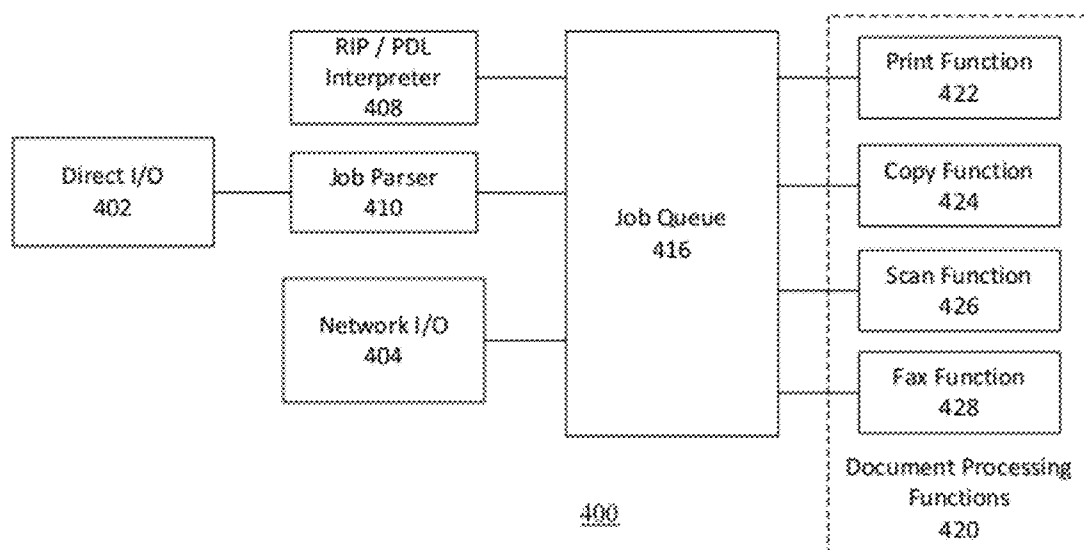 RIP / PDL
Interpreter
408
Direct I/O
402
Job Parser
410
Network I/O
404
Job Queue
416
Print Function
422
Copy Function
424
Scan Function
426
Fax Function
428
Document Processing
Functions
420
400